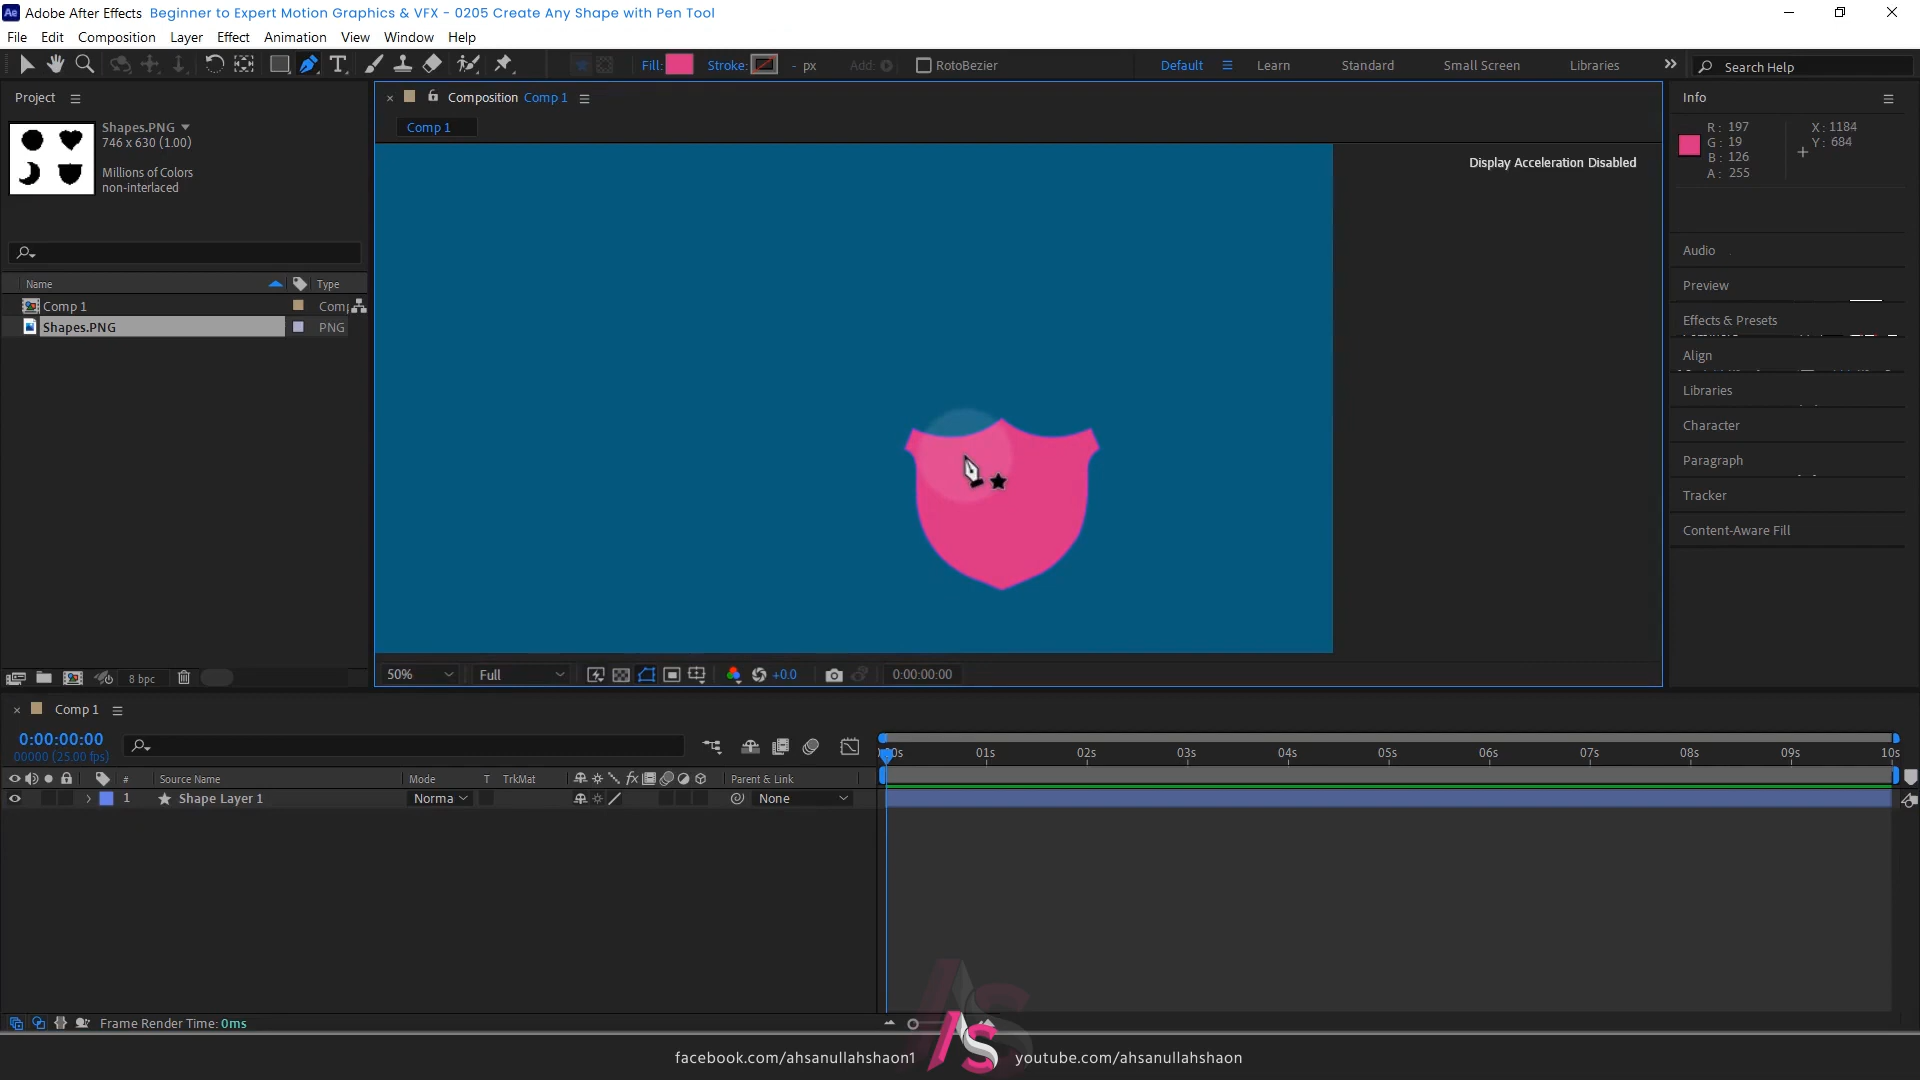 Adobe After Effects Beginner to Expert Motion Graphics & VFX - 0205 Create Any Shape with Pen Tool
File Edit Composition Layer Effect Animation View Window Help
Fill: Stroke: - px Add: RotoBezier Default Learn Standard Small Screen Libraries Search Help
Project
Shapes.PNG
746 x 630 (1.00)
Millions of Colors
non-interlaced
Name Type
Comp 1 Comp
Shapes.PNG PNG
8 bpc
Composition Comp 1
Comp 1
Display Acceleration Disabled
50% Full +0.0 0:00:00:00
Info
R: 197 X: 1184
G: 19 Y: 684
B: 126
A: 255
Audio
Preview
Effects & Presets
Align
Libraries
Character
Paragraph
Tracker
Content-Aware Fill
Comp 1
0:00:00:00
00000 (25.00 fps)
01s 02s 03s 04s 05s 06s 07s 08s 09s 10s
# Source Name Mode T TrkMat fx Parent & Link
1 Shape Layer 1 Norma None
Frame Render Time: 0ms
facebook.com/ahsanullahshaon1 AS youtube.com/ahsanullahshaon